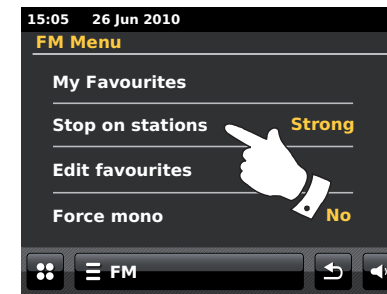 15:05 26 Jun 2010
FM Menu
My Favourites
Stop on stations Strong
Edit favourites
Force mono No
FM